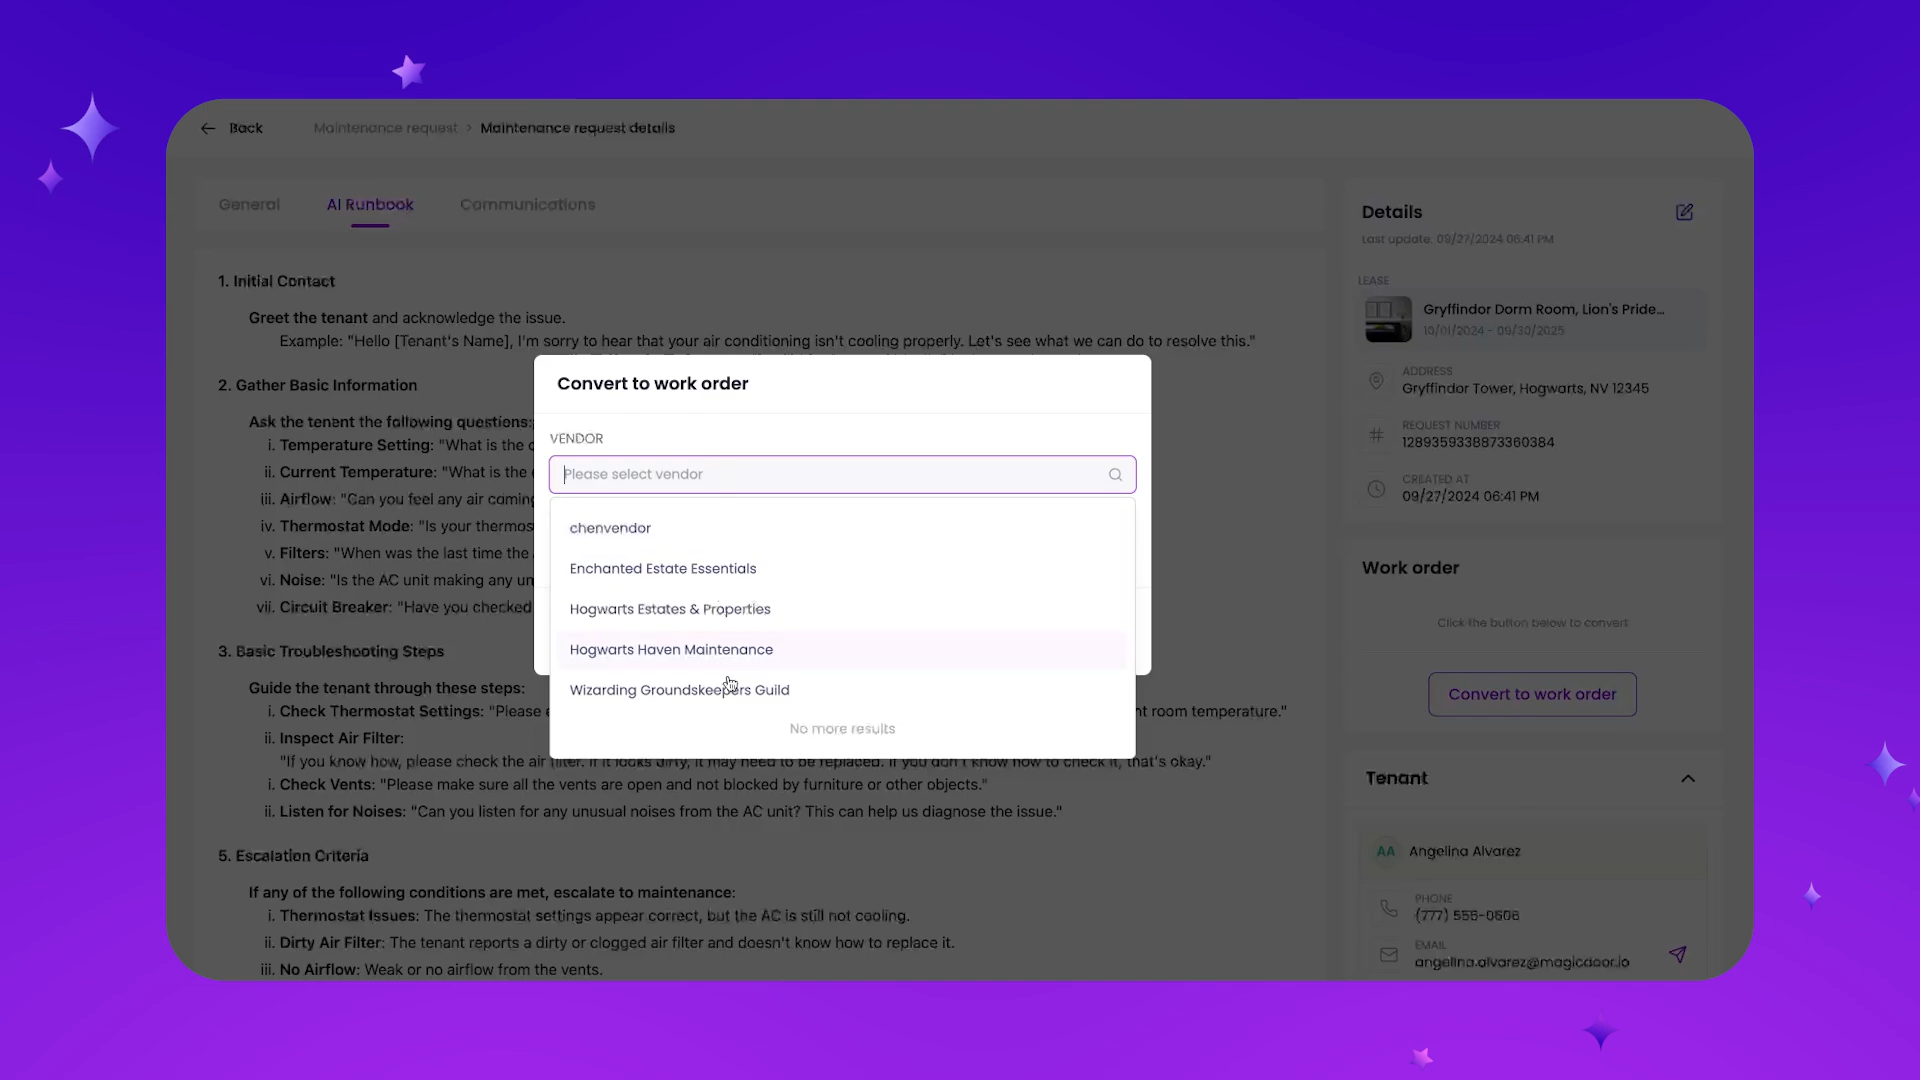 Back
Maintenance request > Maintenance request details
General
AI Runbook
Communications
1. Initial Contact
Greet the tenant and acknowledge the issue.
Example: "Hello [Tenant's Name], I'm sorry to hear that your air conditioning isn't cooling properly. Let's see what we can do to resolve this."
2. Gather Basic Information
Ask the tenant the following questions:
i. Temperature Setting: "What is the
ii. Current Temperature: "What is the
iii. Airflow: "Can you feel any air coming
iv. Thermostat Mode: "Is your thermos
v. Filters: "When was the last time the
vi. Noise: "Is the AC unit making any un
vii. Circuit Breaker: "Have you checked
3. Basic Troubleshooting Steps
Guide the tenant through these steps:
i. Check Thermostat Settings: "Please
nt room temperature."
ii. Inspect Air Filter:
"If you know how, please check the air filter. If it looks dirty, it may need to be replaced. If you don't know how to check it, that's okay."
i. Check Vents: "Please make sure all the vents are open and not blocked by furniture or other objects."
ii. Listen for Noises: "Can you listen for any unusual noises from the AC unit? This can help us diagnose the issue."
5. Escalation Criteria
If any of the following conditions are met, escalate to maintenance:
i. Thermostat Issues: The thermostat settings appear correct, but the AC is still not cooling.
ii. Dirty Air Filter: The tenant reports a dirty or clogged air filter and doesn't know how to replace it.
iii. No Airflow: Weak or no airflow from the vents.
Convert to work order
VENDOR
Please select vendor
chenvendor
Enchanted Estate Essentials
Hogwarts Estates & Properties
Hogwarts Haven Maintenance
Wizarding Groundskeepers Guild
No more results
Details
Last update: 09/27/2024 06:41 PM
LEASE
Gryffindor Dorm Room, Lion's Pride...
10/01/2024 - 09/30/2025
ADDRESS
Gryffindor Tower, Hogwarts, NV 12345
REQUEST NUMBER
1289359338873360384
CREATED AT
09/27/2024 06:41 PM
Work order
Click the button below to convert
Convert to work order
Tenant
AA
Angelina Alvarez
PHONE
(777) 555-0606
EMAIL
angelina.alvarez@magicdoor.io